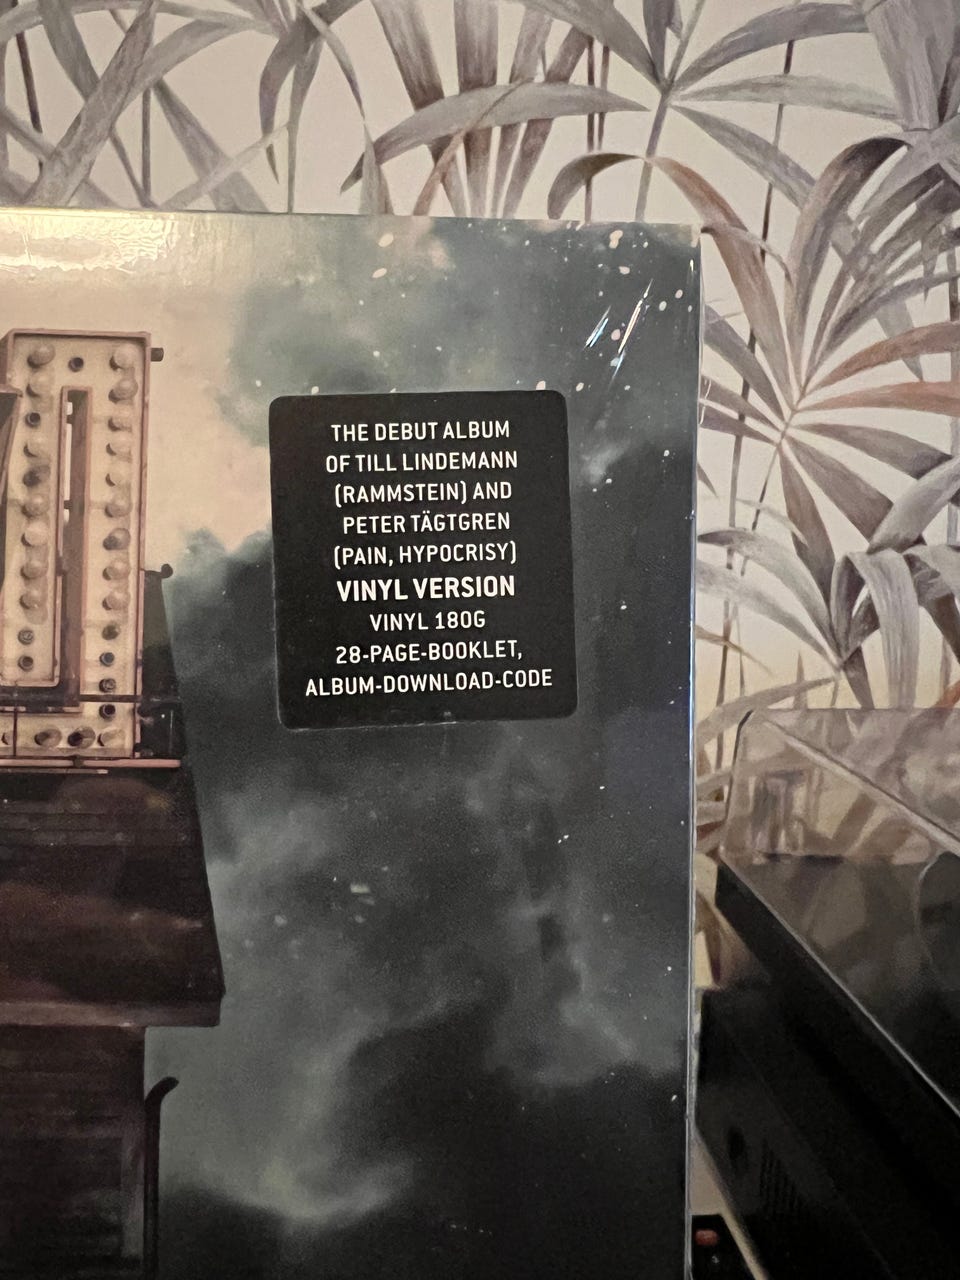 THE DEBUT ALBUM
OF TILL LINDEMANN
(RAMMSTEIN) AND
PETER TÄGTGREN
(PAIN, HYPOCRISY)
VINYL VERSION
VINYL 180G
28-PAGE-BOOKLET,
ALBUM-DOWNLOAD-CODE